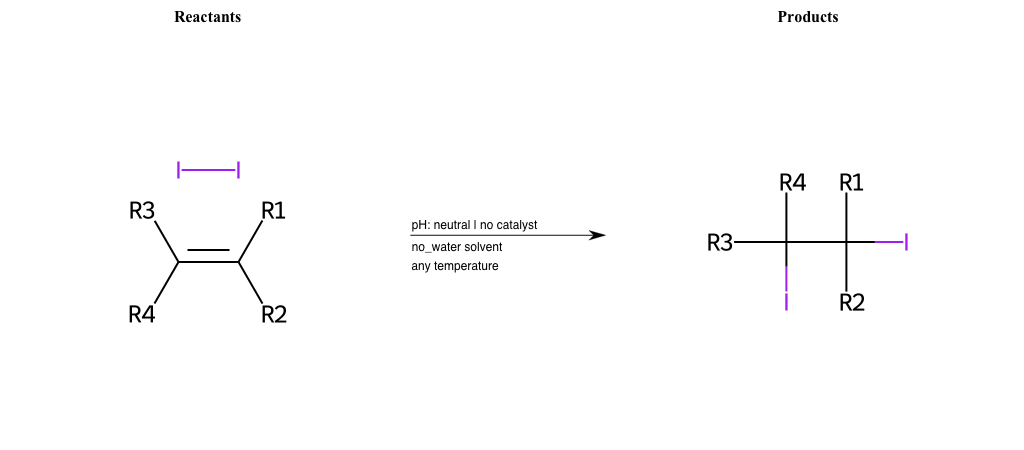 Reactants
Products
I I
R3 R1
R4 R2
pH: neutral | no catalyst
no_water solvent
any temperature
R4 R1
R3 I
I R2